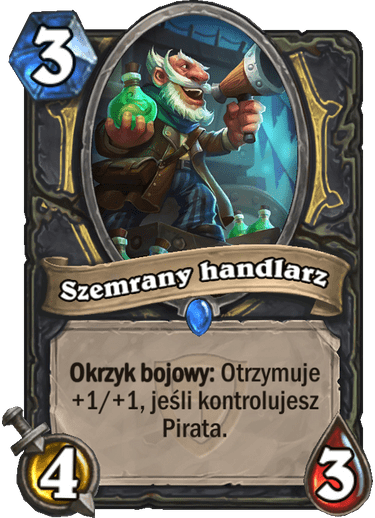 3
Szemrany handlarz
Okrzyk bojowy: Otrzymuje
+1/+1, jeśli kontrolujesz
Pirata.
4
3